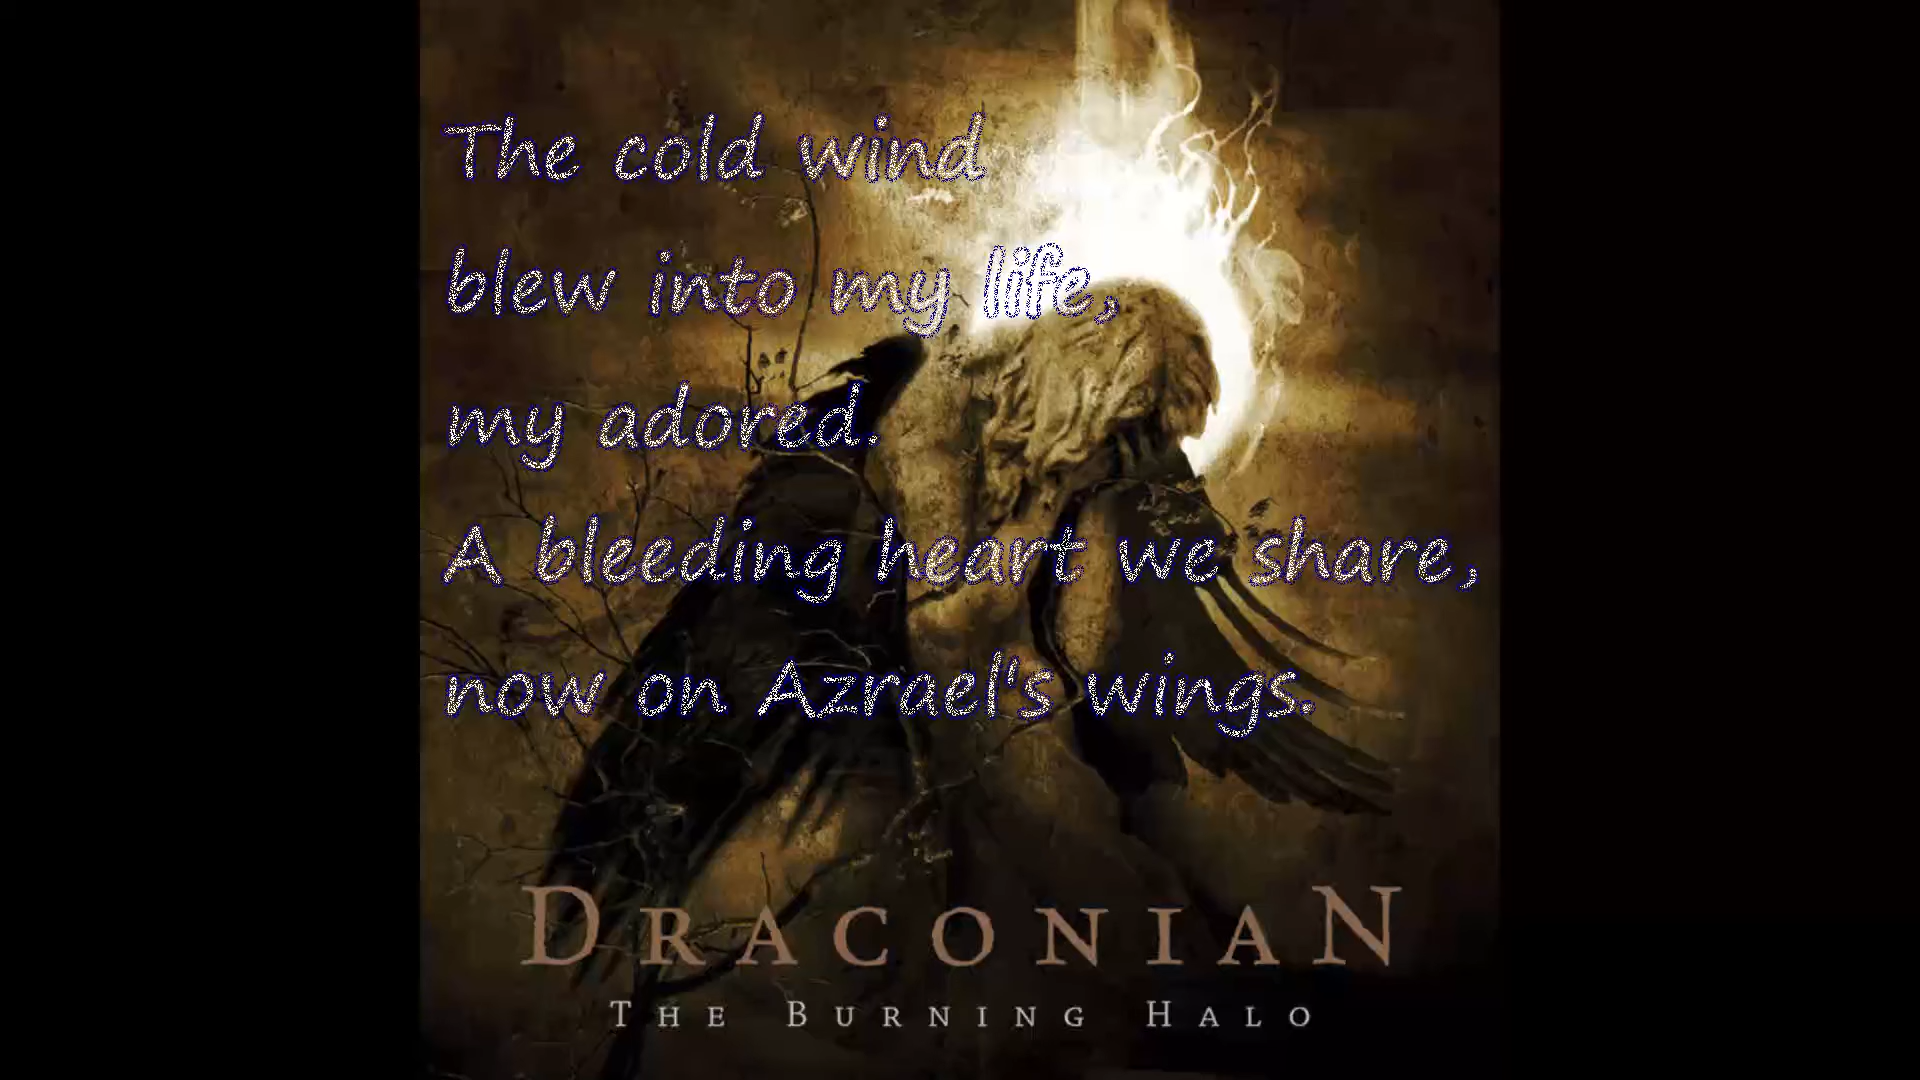 The cold wind
blew into my life,
my adored.
A bleeding heart we share,
now on Azrael's wings.
DRACONIAN
THE BURNING HALO